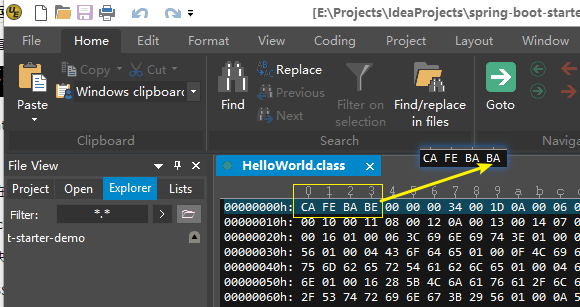 [E:\Projects\IdeaProjects\spring-boot-starte
File Home Edit Format View Layout Coding Window
Paste
Copy Cut
Windows clipboard
Clipboard
Find
Replace
Previous
Next
Filter on selection
Find/replace in files
Search
Goto
Naviga
CA FE BA BA
File View
Project Open Explorer Lists
Filter: *.*
t-starter-demo
HelloWorld.class
0 1 2 3 4 5 6 7 8 9 a b c
00000000h: CA FE BA BE 00 00 00 34 00 1D 0A 00 06
00000010h: 00 10 00 11 08 00 12 0A 00 13 00 14 07
00000020h: 00 16 01 00 06 3C 69 6E 69 74 3E 01 00
00000030h: 56 01 00 04 43 6F 64 65 01 00 0F 4C 69
00000040h: 75 6D 62 65 72 54 61 62 6C 65 01 00 04
00000050h: 6E 01 00 16 28 5B 4C 6A 61 76 61 2F 6C
00000060h: 2F 53 74 72 69 6E 67 3B 29 56 01 00 0A